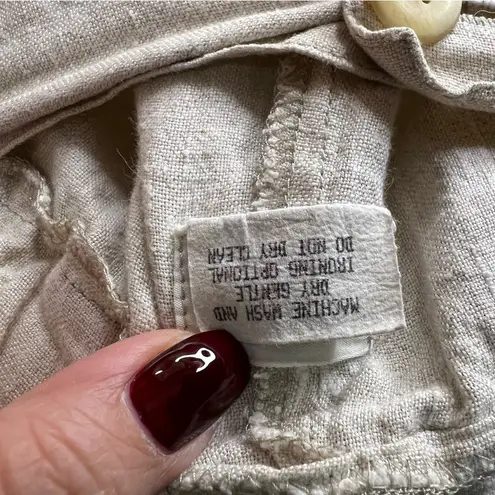 MACHINE WASH AND
DRY GENTLE
IRONING OPTIONAL
DO NOT DRY CLEAN